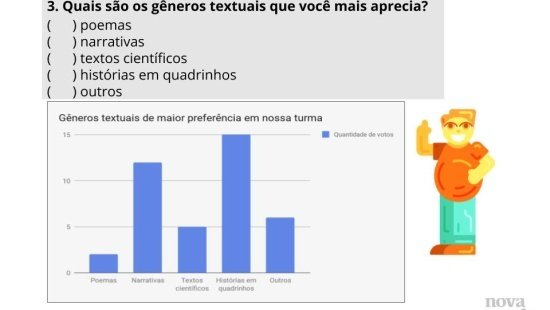 3. Quais são os gêneros textuais que você mais aprecia?
( ) poemas
( ) narrativas
( ) textos científicos
( ) histórias em quadrinhos
( ) outros
Gêneros textuais de maior preferência em nossa turma
15
10
5
0
Quantidade de votos
Poemas Narrativas Textos Histórias em Outros
científicos quadrinhos
nova